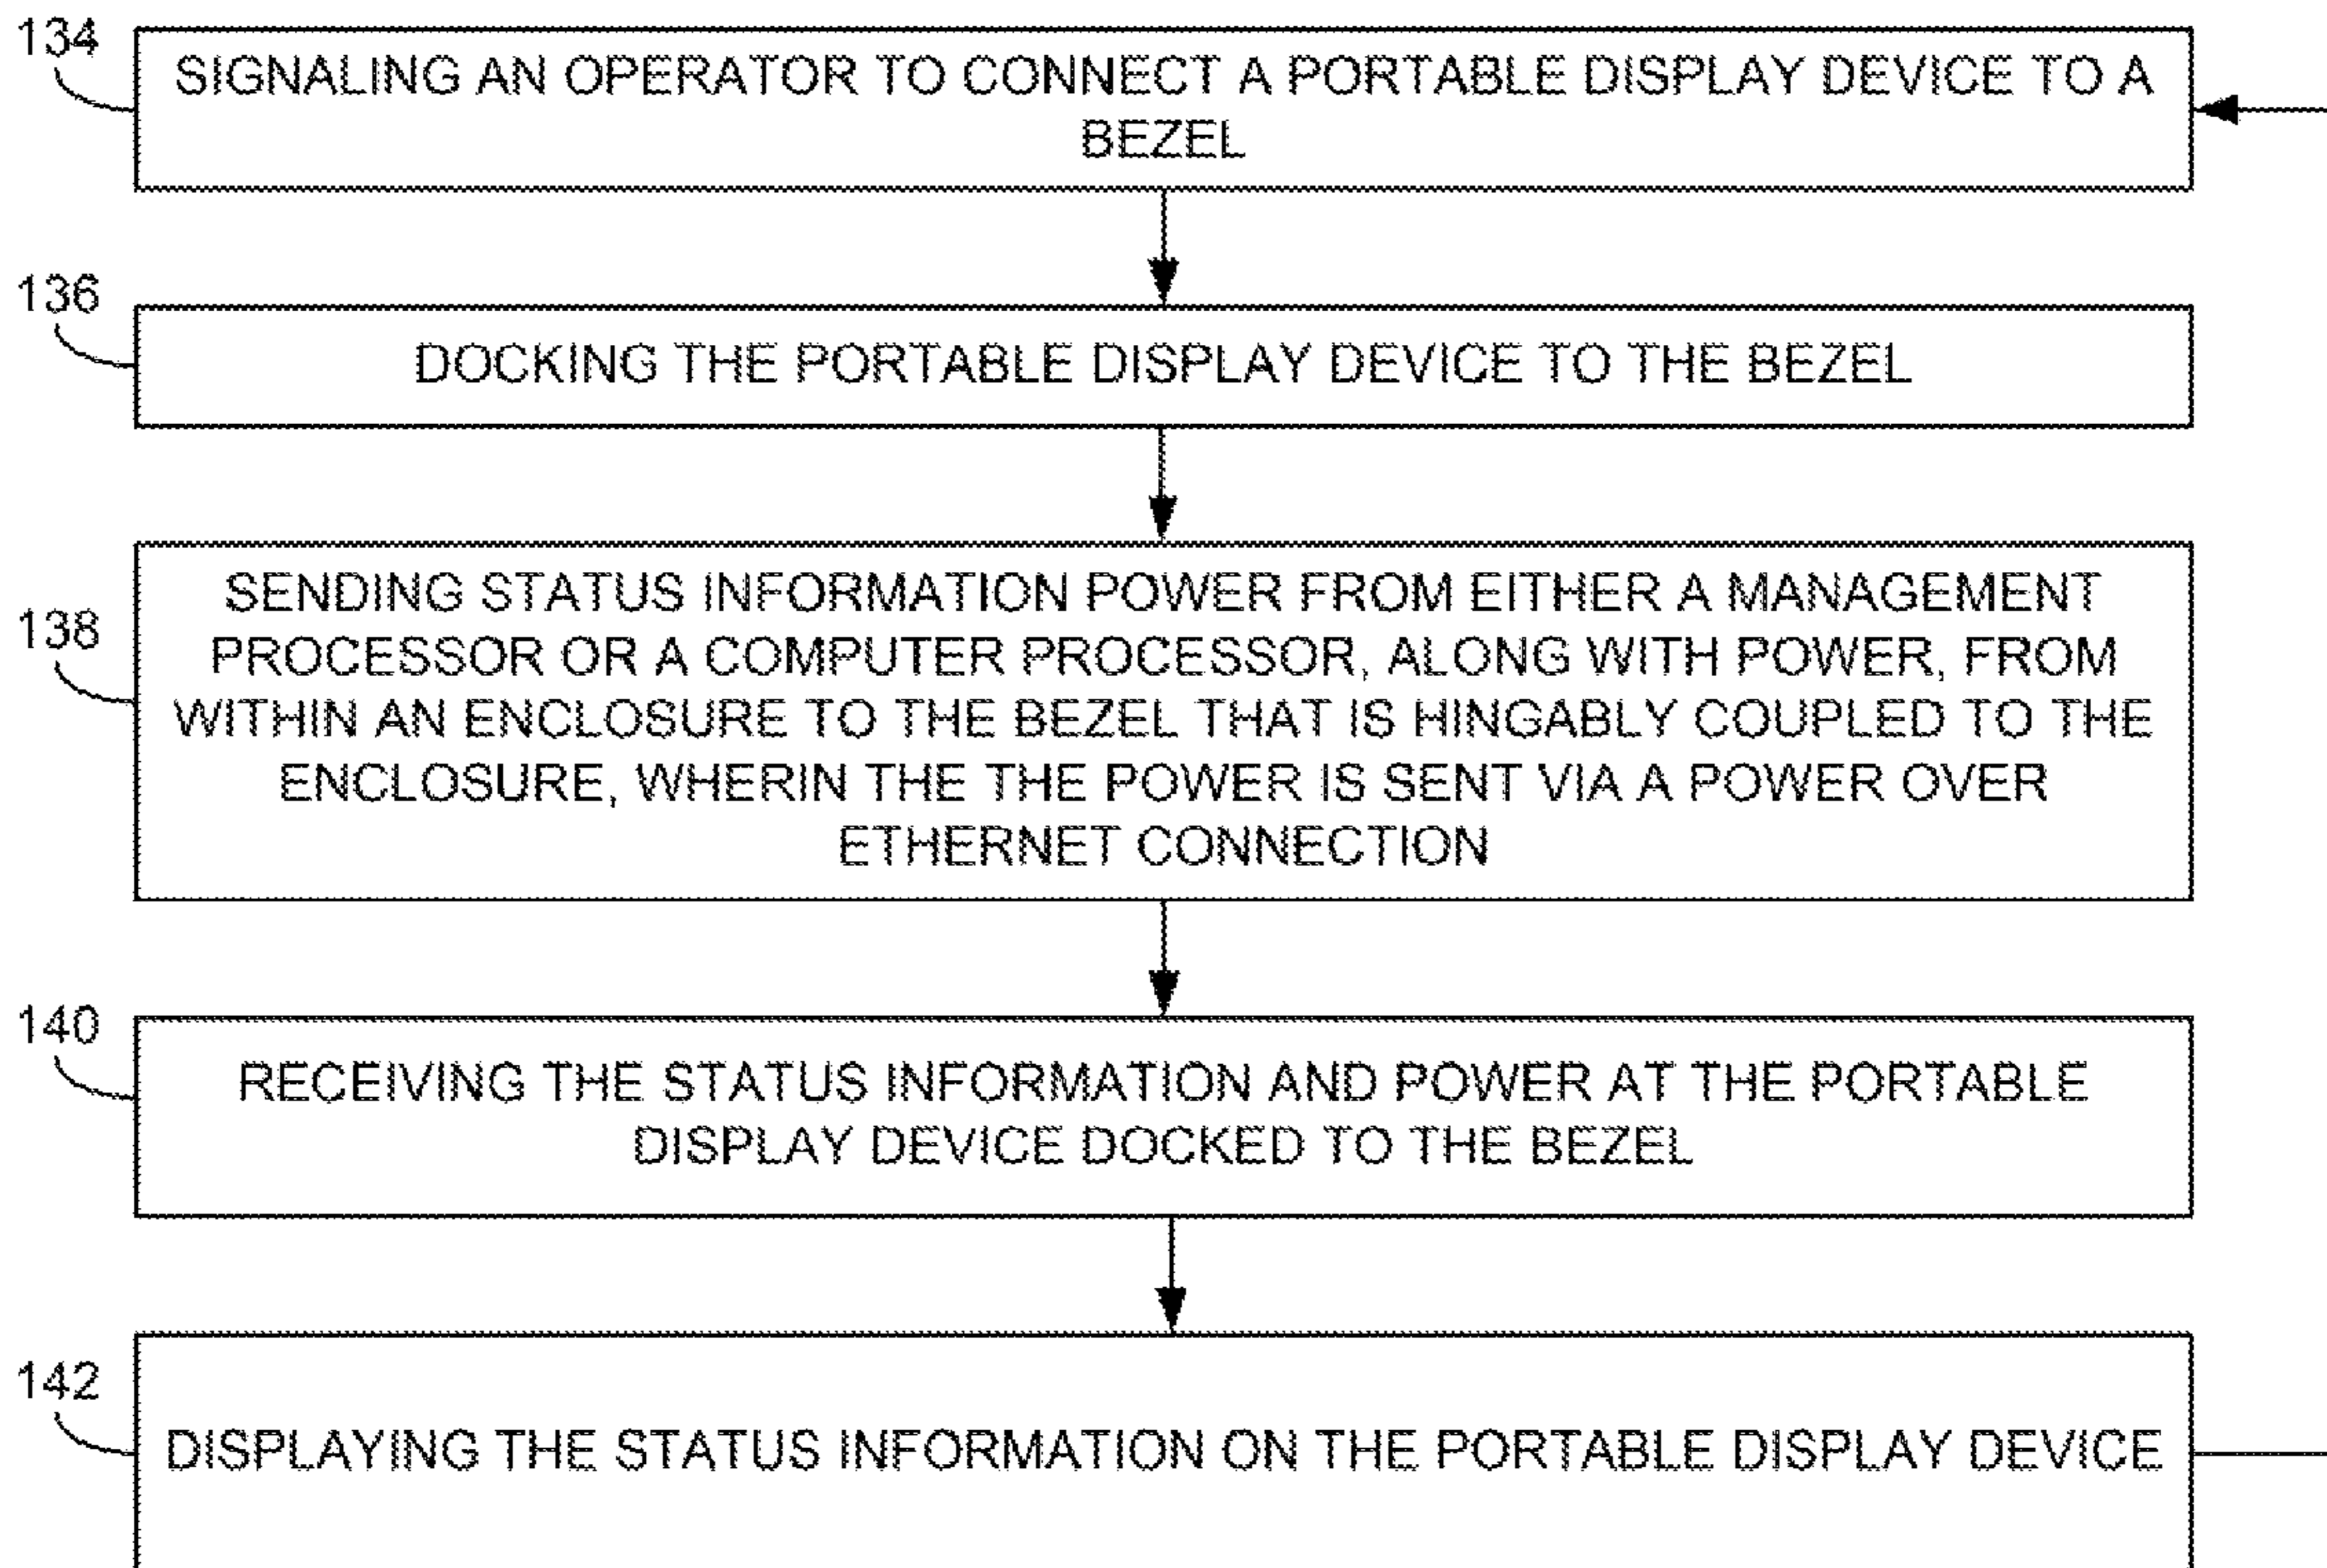 134
SIGNALING AN OPERATOR TO CONNECT A PORTABLE DISPLAY DEVICE TO A
BEZEL
136
DOCKING THE PORTABLE DISPLAY DEVICE TO THE BEZEL
138
SENDING STATUS INFORMATION POWER FROM EITHER A MANAGEMENT
PROCESSOR OR A COMPUTER PROCESSOR, ALONG WITH POWER, FROM
WITHIN AN ENCLOSURE TO THE BEZEL THAT IS HINGABLY COUPLED TO THE
ENCLOSURE, WHERIN THE THE POWER IS SENT VIA A POWER OVER
ETHERNET CONNECTION
140
RECEIVING THE STATUS INFORMATION AND POWER AT THE PORTABLE
DISPLAY DEVICE DOCKED TO THE BEZEL
142
DISPLAYING THE STATUS INFORMATION ON THE PORTABLE DISPLAY DEVICE